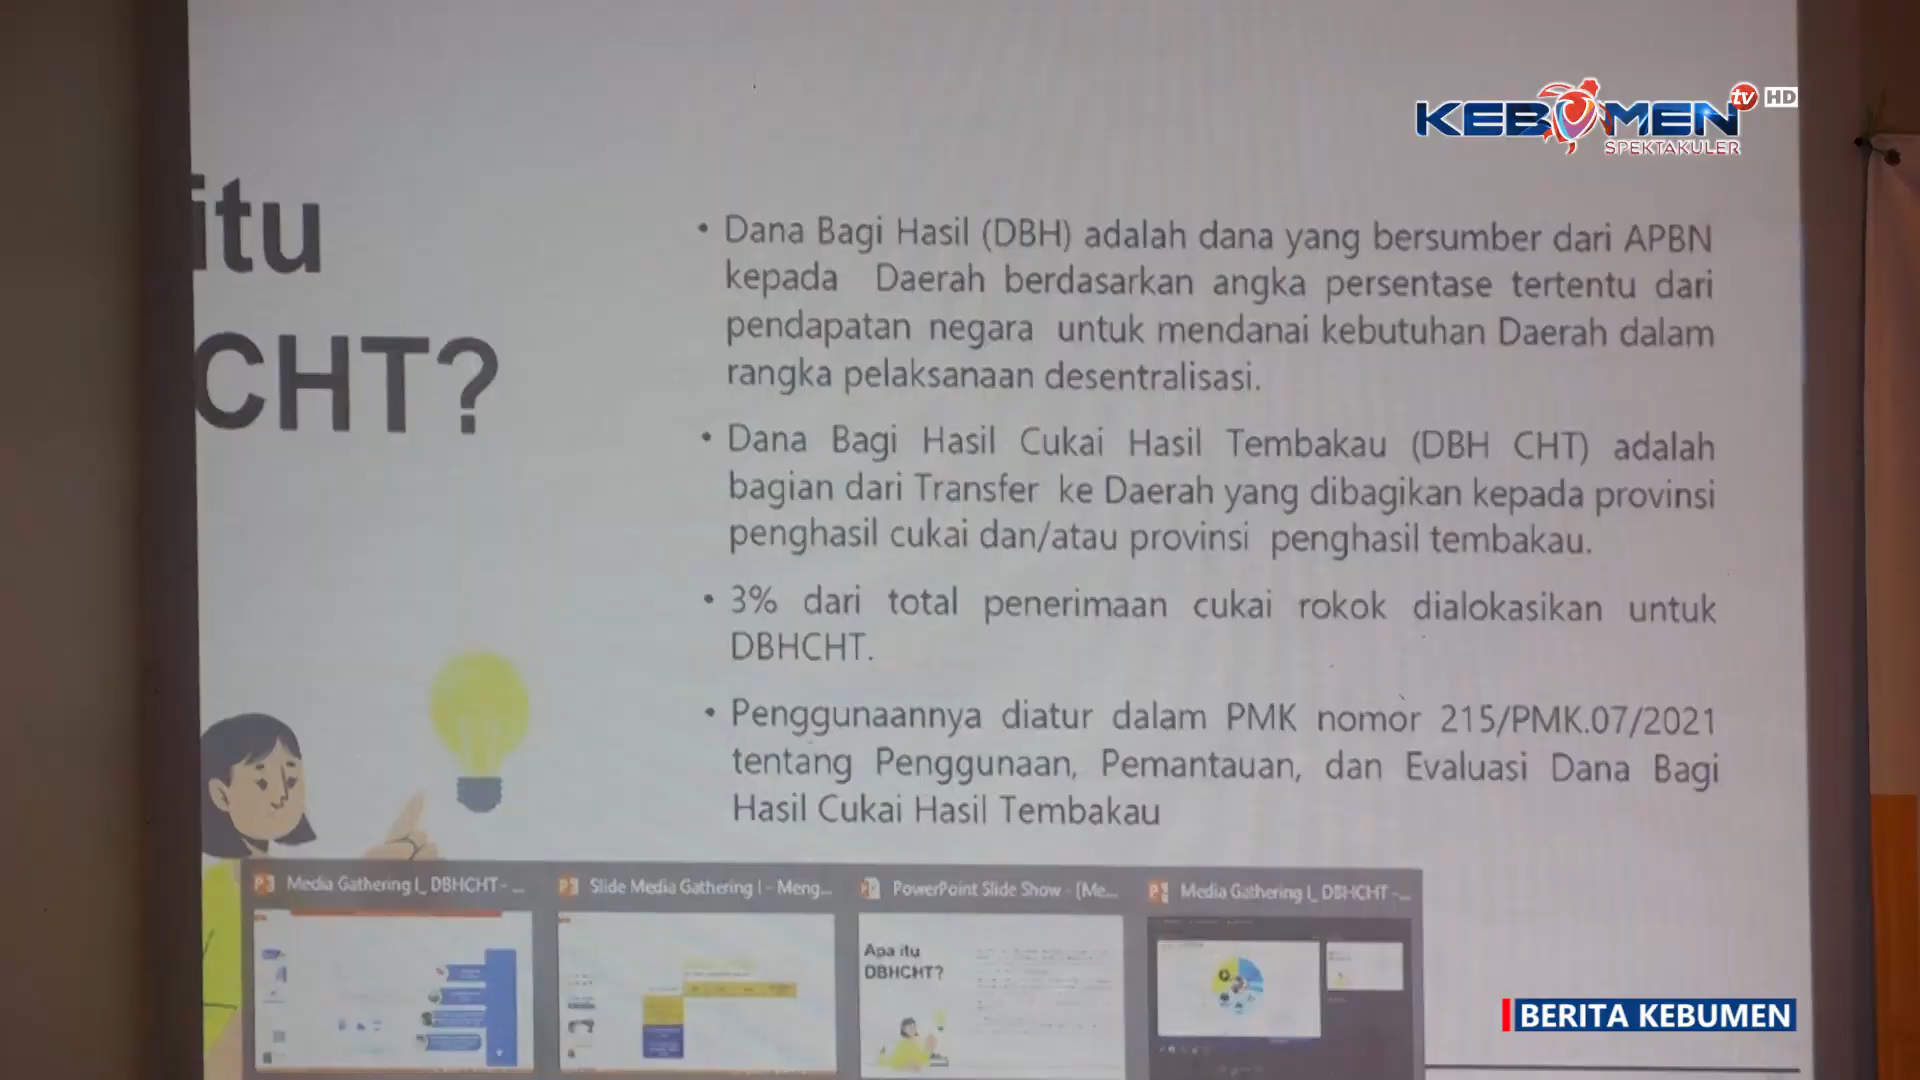 KEBUMEN tv HD
SPEKTAKULER
itu
CHT?
• Dana Bagi Hasil (DBH) adalah dana yang bersumber dari APBN
kepada Daerah berdasarkan angka persentase tertentu dari
pendapatan negara untuk mendanai kebutuhan Daerah dalam
rangka pelaksanaan desentralisasi.
• Dana Bagi Hasil Cukai Hasil Tembakau (DBH CHT) adalah
bagian dari Transfer ke Daerah yang dibagikan kepada provinsi
penghasil cukai dan/atau provinsi penghasil tembakau.
• 3% dari total penerimaan cukai rokok dialokasikan untuk
DBHCHT.
• Penggunaannya diatur dalam PMK nomor 215/PMK.07/2021
tentang Penggunaan, Pemantauan, dan Evaluasi Dana Bagi
Hasil Cukai Hasil Tembakau
Media Gathering I_ DBHCHT - ...
Slide Media Gathering I - Meng...
PowerPoint Slide Show - [Me...
Media Gathering I_ DBHCHT -...
Apa itu
DBHCHT?
BERITA KEBUMEN